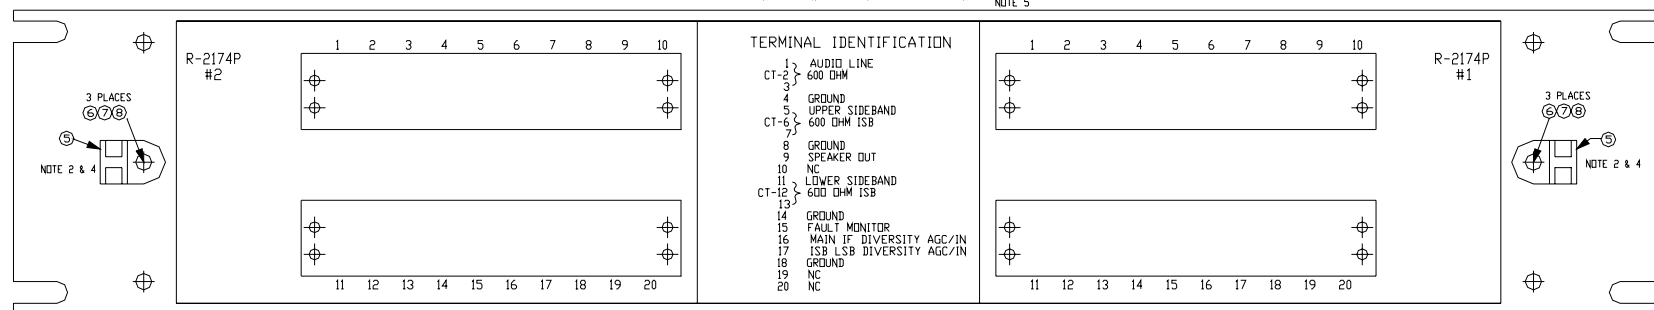 NOTE 5
R-2174P
#2
1 2 3 4 5 6 7 8 9 10
11 12 13 14 15 16 17 18 19 20
3 PLACES
6 7 8
5
NOTE 2 & 4
TERMINAL IDENTIFICATION
1 AUDIO LINE
CT-2 600 OHM
3
4 GROUND
5 UPPER SIDEBAND
CT-6 600 OHM ISB
7
8 GROUND
9 SPEAKER OUT
10 NC
11 LOWER SIDEBAND
CT-12 600 OHM ISB
13
14 GROUND
15 FAULT MONITOR
16 MAIN IF DIVERSITY AGC/IN
17 ISB LSB DIVERSITY AGC/IN
18 GROUND
19 NC
20 NC
1 2 3 4 5 6 7 8 9 10
11 12 13 14 15 16 17 18 19 20
R-2174P
#1
3 PLACES
6 7 8
5
NOTE 2 & 4